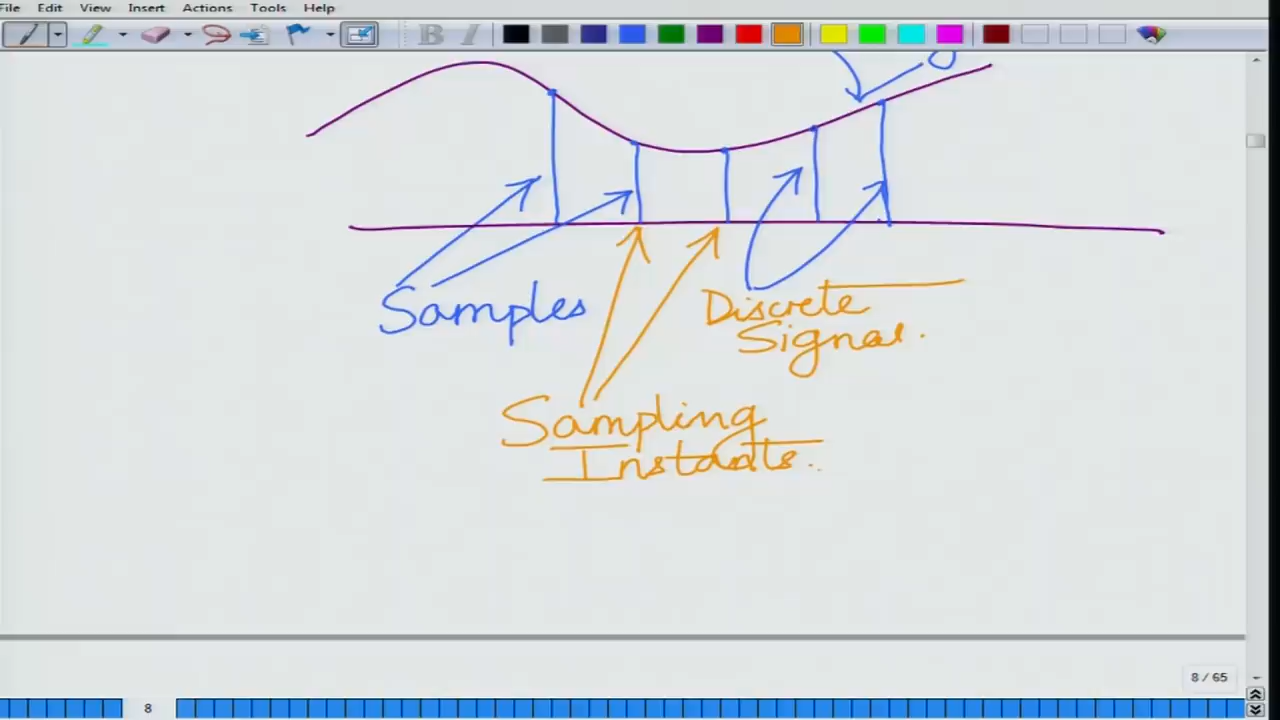 File Edit View Insert Actions Tools Help
B I
Samples
Discrete
Signal.
Sampling
Instants.
8 / 65
8